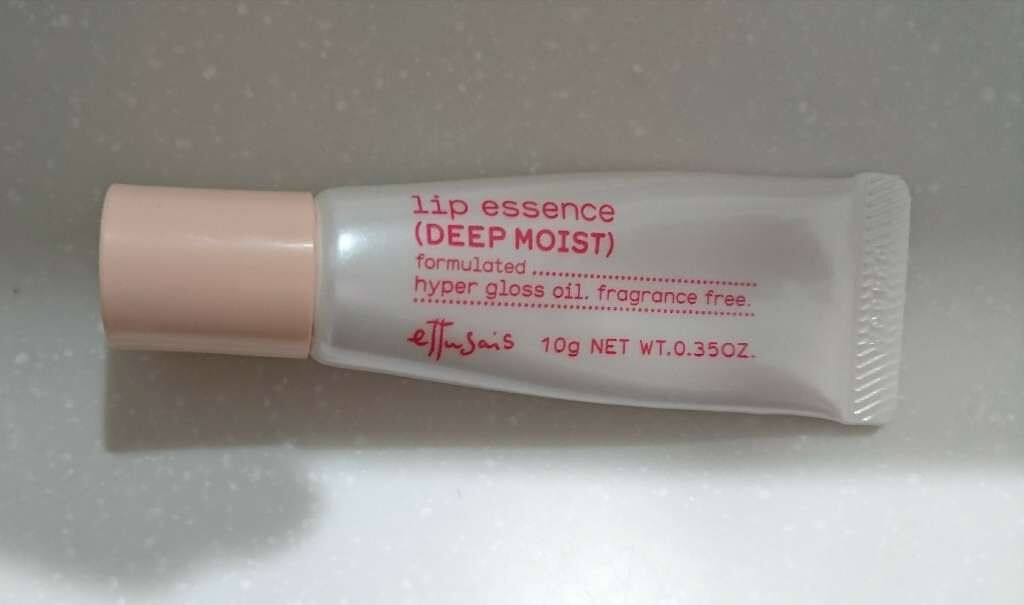 lip essence
(DEEP MOIST)
formulated
hyper gloss oil. fragrance free.
ettusais 10g NET WT.0.35OZ.